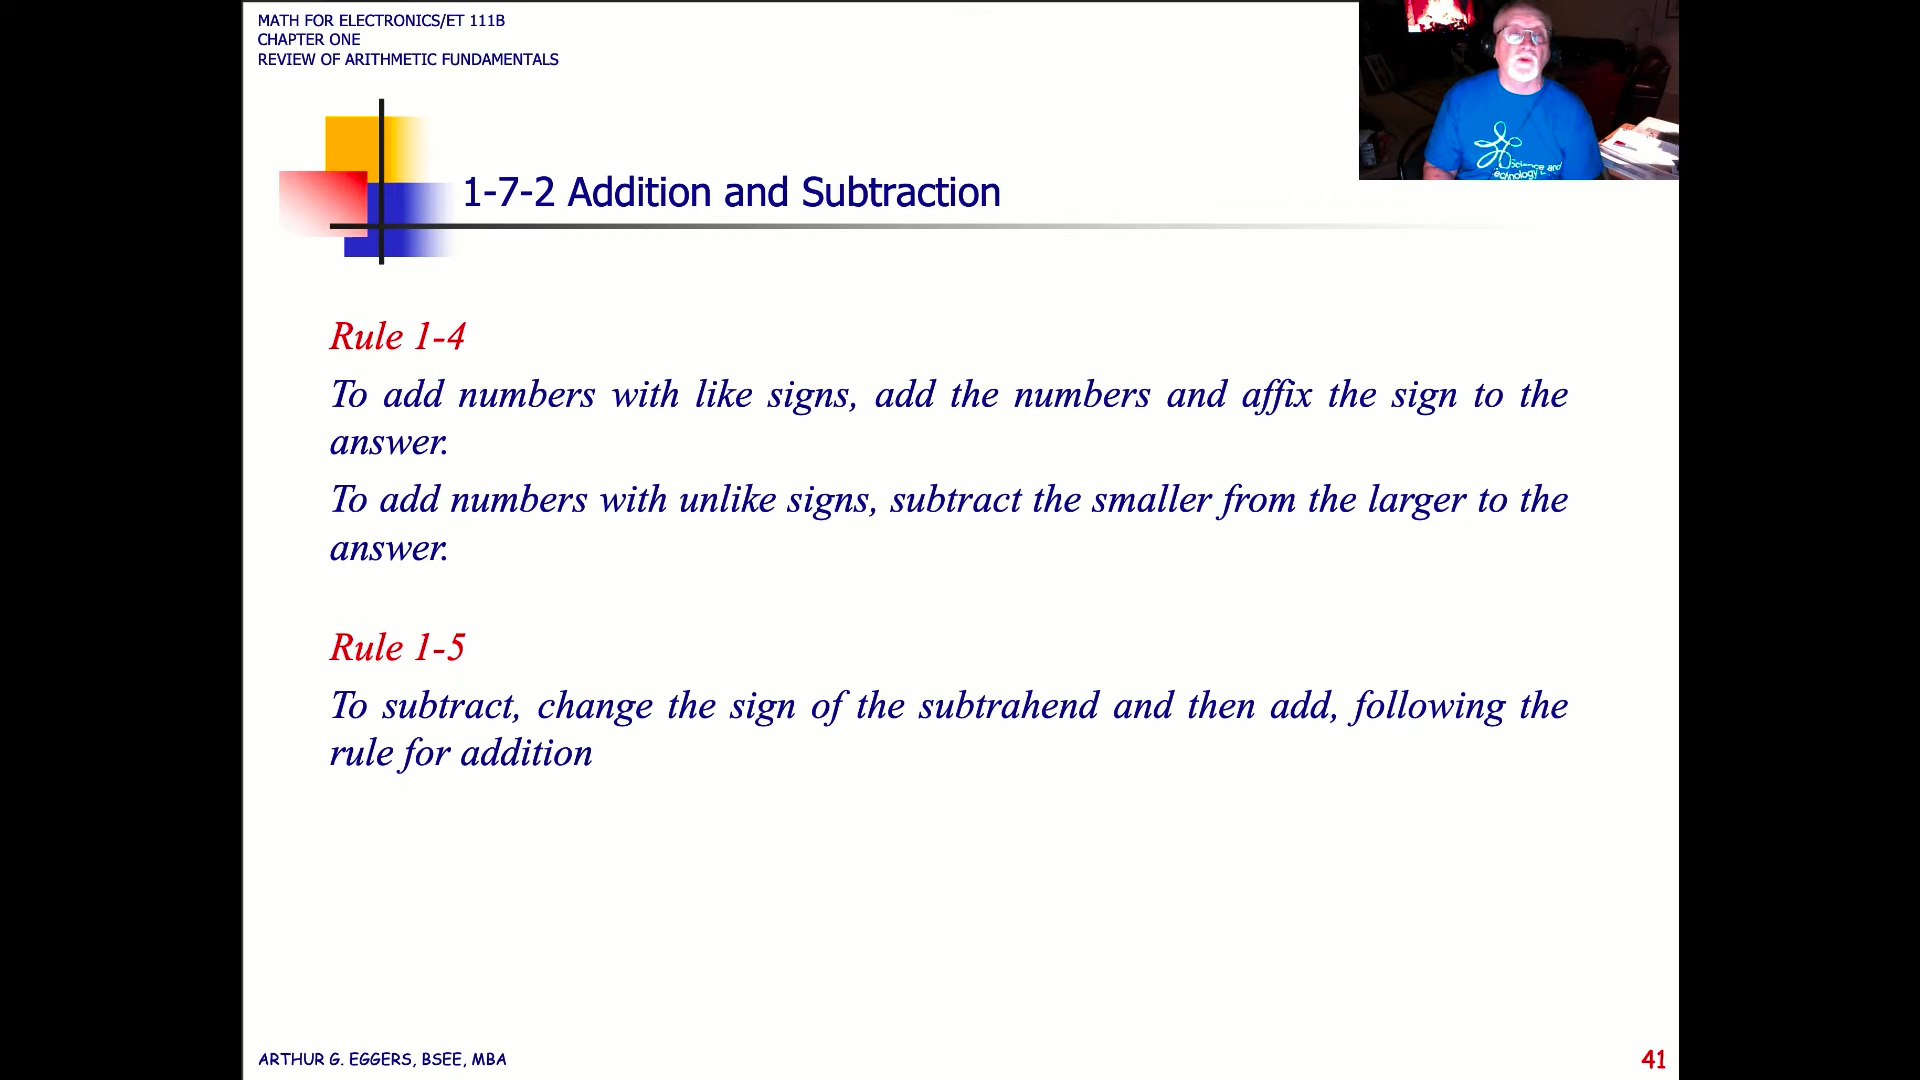 MATH FOR ELECTRONICS/ET 111B
CHAPTER ONE
REVIEW OF ARITHMETIC FUNDAMENTALS
1-7-2 Addition and Subtraction
Science and
Technology
Rule 1-4
To add numbers with like signs, add the numbers and affix the sign to the
answer.
To add numbers with unlike signs, subtract the smaller from the larger to the
answer.
Rule 1-5
To subtract, change the sign of the subtrahend and then add, following the
rule for addition
ARTHUR G. EGGERS, BSEE, MBA
41